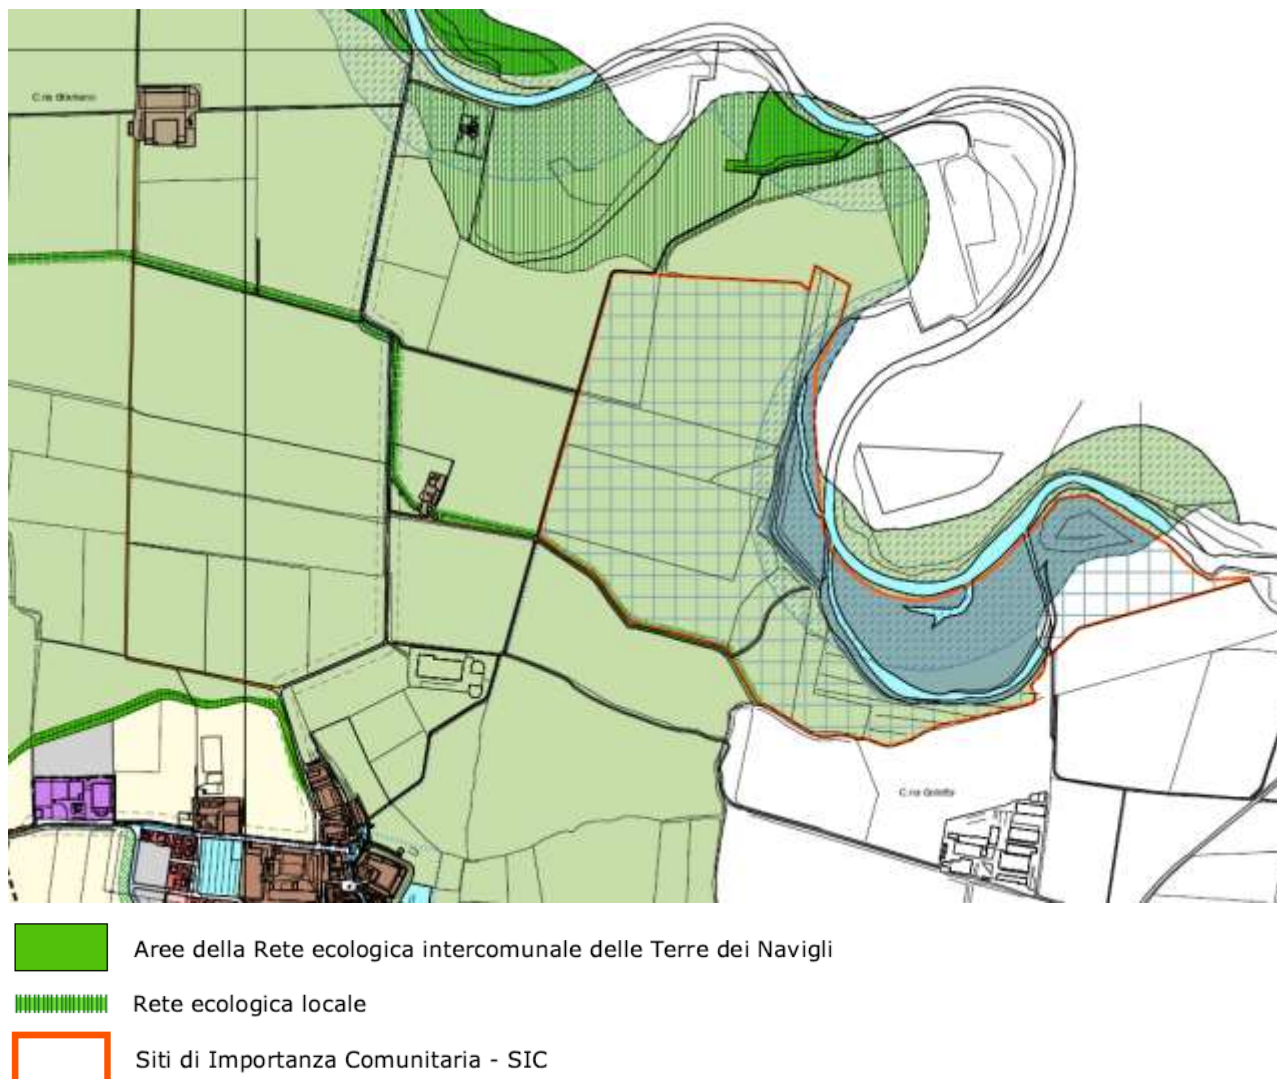 Aree della Rete ecologica intercomunale delle Terre dei Navigli
Rete ecologica locale
Siti di Importanza Comunitaria - SIC